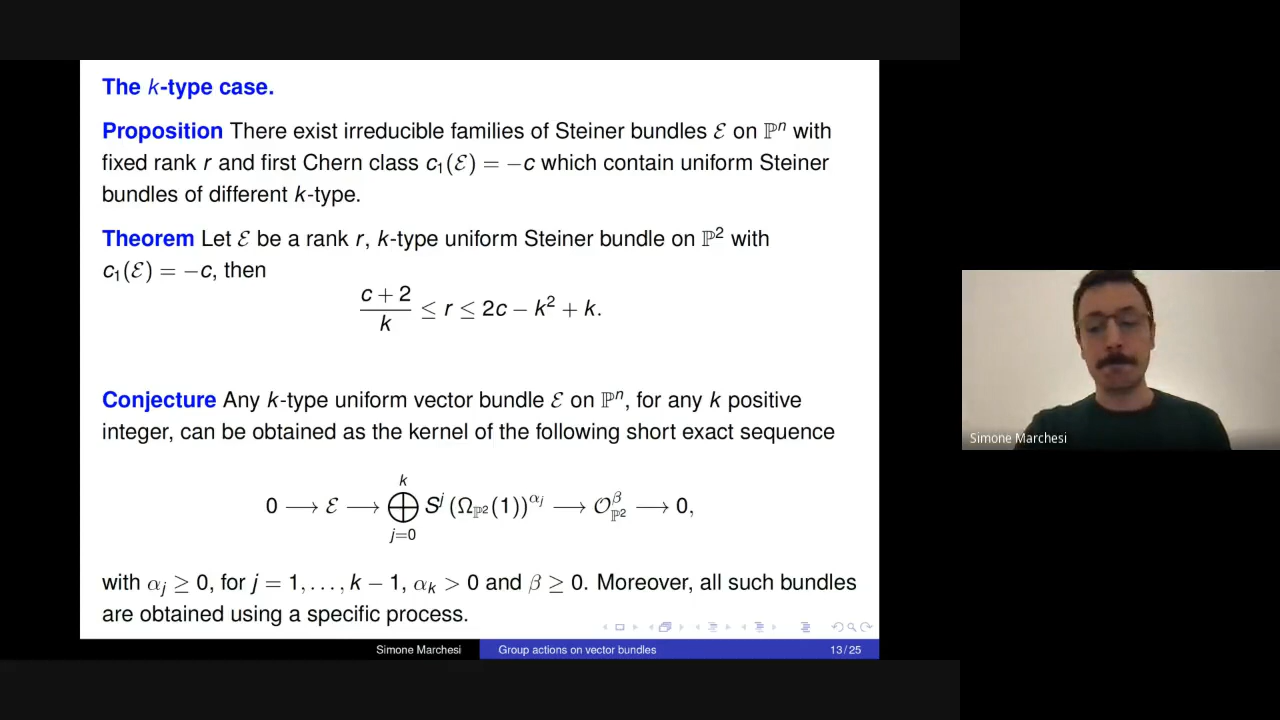 The k-type case.
Proposition There exist irreducible families of Steiner bundles ℰ on ℙⁿ with
fixed rank r and first Chern class c₁(ℰ) = −c which contain uniform Steiner
bundles of different k-type.
Theorem Let ℰ be a rank r, k-type uniform Steiner bundle on ℙ² with
c₁(ℰ) = −c, then
(c + 2)/k ≤ r ≤ 2c − k² + k.
Conjecture Any k-type uniform vector bundle ℰ on ℙⁿ, for any k positive
integer, can be obtained as the kernel of the following short exact sequence
0 ⟶ ℰ ⟶ ⨁_{j=0}^{k} S^j (Ω_{ℙ²}(1))^{α_j} ⟶ 𝒪_{ℙ²}^β ⟶ 0,
with α_j ≥ 0, for j = 1, . . . , k − 1, α_k > 0 and β ≥ 0. Moreover, all such bundles
are obtained using a specific process.
Simone Marchesi
Group actions on vector bundles
13 / 25
Simone Marchesi